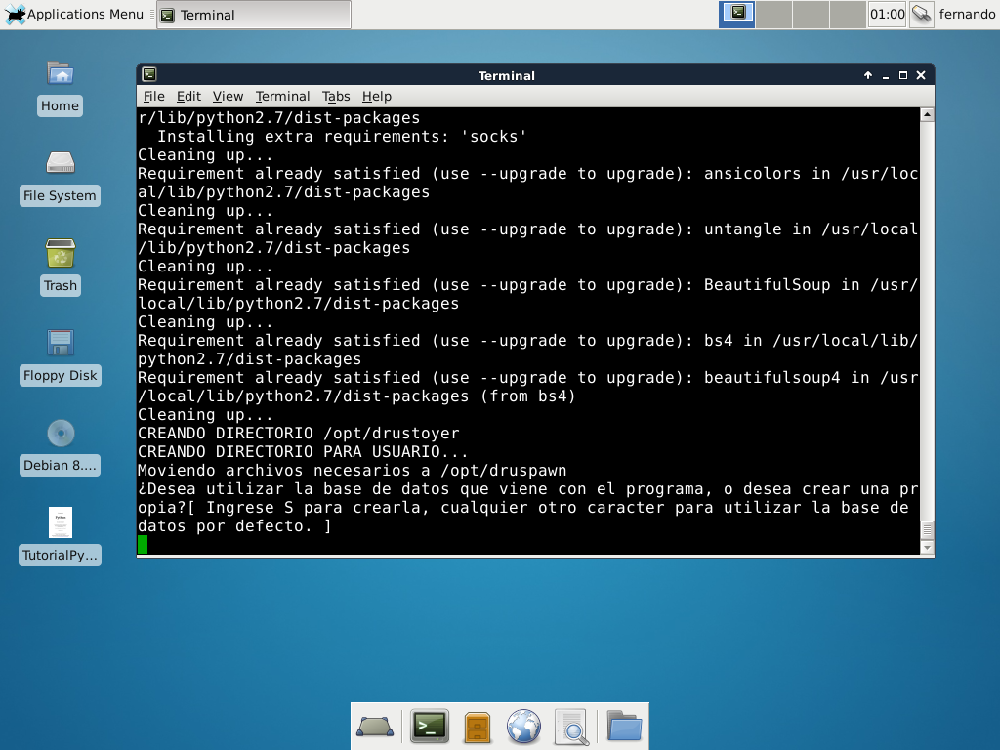 Applications Menu
Terminal
01:00
fernando
Terminal
File Edit View Terminal Tabs Help
r/lib/python2.7/dist-packages
Installing extra requirements: 'socks'
Cleaning up...
Requirement already satisfied (use --upgrade to upgrade): ansicolors in /usr/loc
al/lib/python2.7/dist-packages
Cleaning up...
Requirement already satisfied (use --upgrade to upgrade): untangle in /usr/local
/lib/python2.7/dist-packages
Cleaning up...
Requirement already satisfied (use --upgrade to upgrade): BeautifulSoup in /usr/
local/lib/python2.7/dist-packages
Cleaning up...
Requirement already satisfied (use --upgrade to upgrade): bs4 in /usr/local/lib/
python2.7/dist-packages
Requirement already satisfied (use --upgrade to upgrade): beautifulsoup4 in /usr
/local/lib/python2.7/dist-packages (from bs4)
Cleaning up...
CREANDO DIRECTORIO /opt/drustoyer
CREANDO DIRECTORIO PARA USUARIO...
Moviendo archivos necesarios a /opt/druspawn
¿Desea utilizar la base de datos que viene con el programa, o desea crear una pr
opia?[ Ingrese S para crearla, cualquier otro caracter para utilizar la base de
datos por defecto. ]
Home
File System
Trash
Floppy Disk
Debian 8....
TutorialPy...